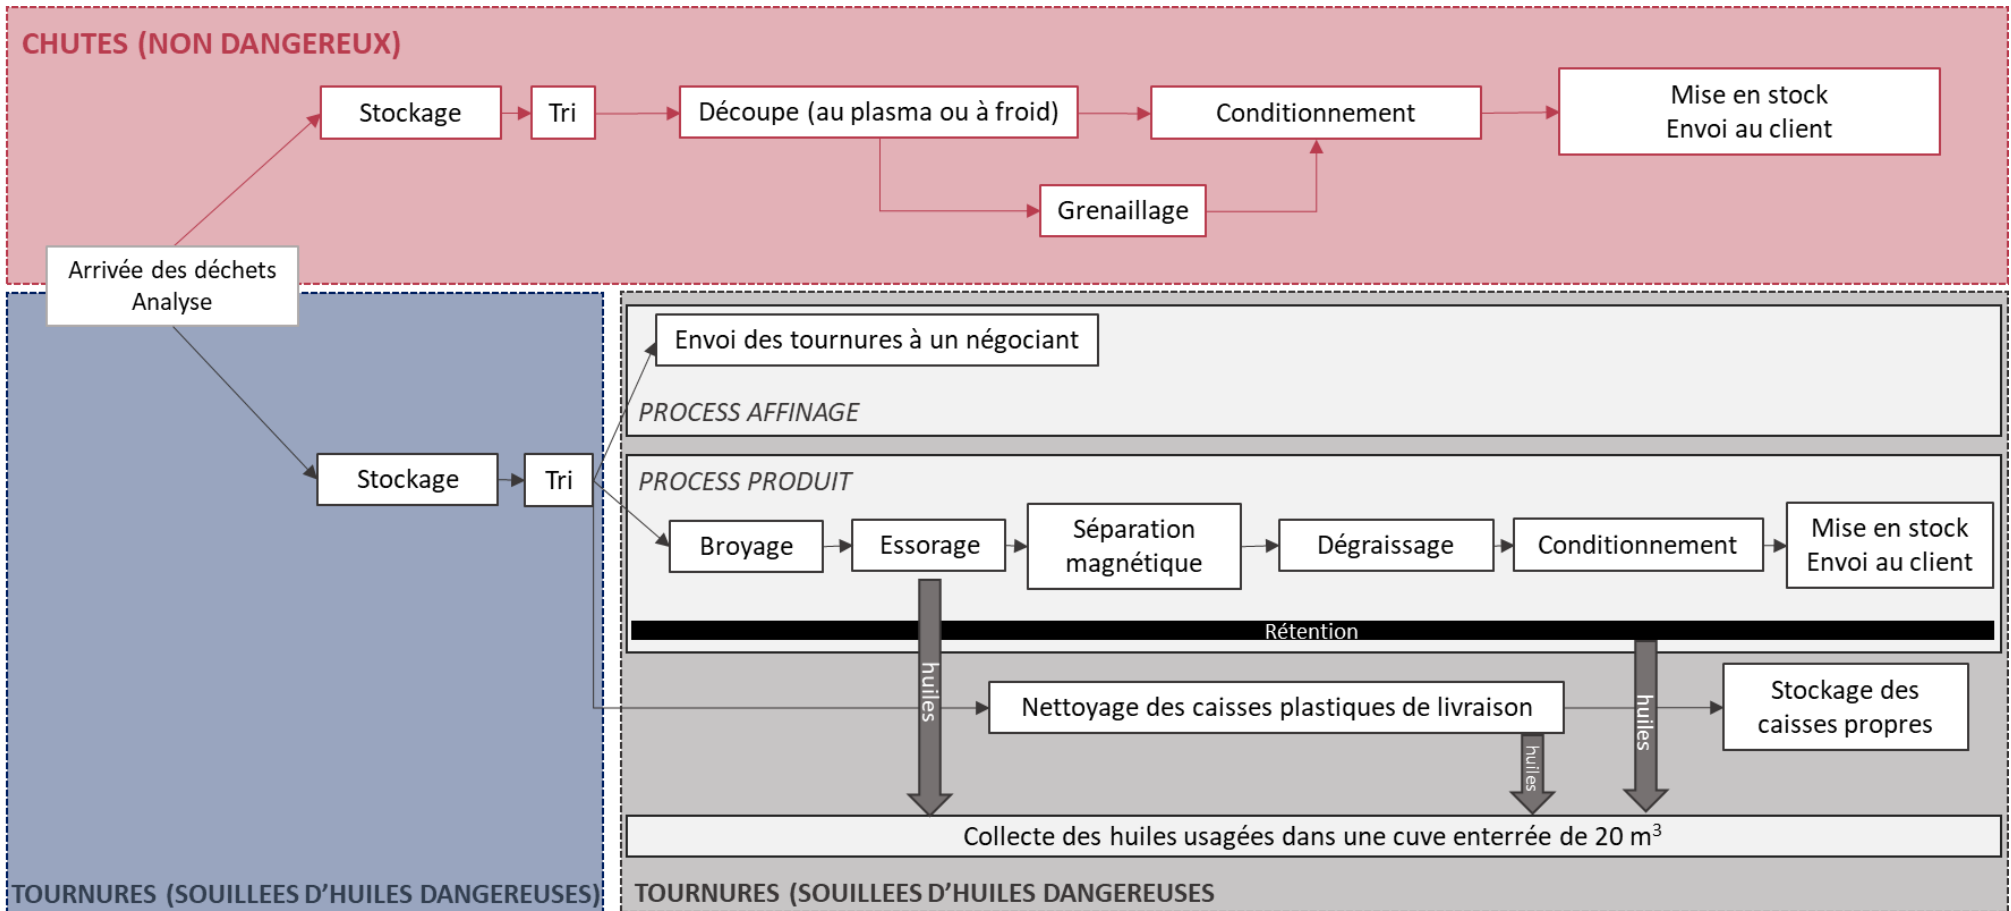 CHUTES (NON DANGEREUX)
Stockage
Tri
Découpe (au plasma ou à froid)
Conditionnement
Mise en stock
Envoi au client
Grenaillage
Arrivée des déchets
Analyse
Envoi des tournures à un négociant
PROCESS AFFINAGE
Stockage
Tri
PROCESS PRODUIT
Broyage
Essorage
Séparation
magnétique
Dégraissage
Conditionnement
Mise en stock
Envoi au client
Rétention
huiles
Nettoyage des caisses plastiques de livraison
huiles
huiles
Stockage des
caisses propres
Collecte des huiles usagées dans une cuve enterrée de 20 m³
TOURNURES (SOUILLEES D'HUILES DANGEREUSES)
TOURNURES (SOUILLEES D'HUILES DANGEREUSES